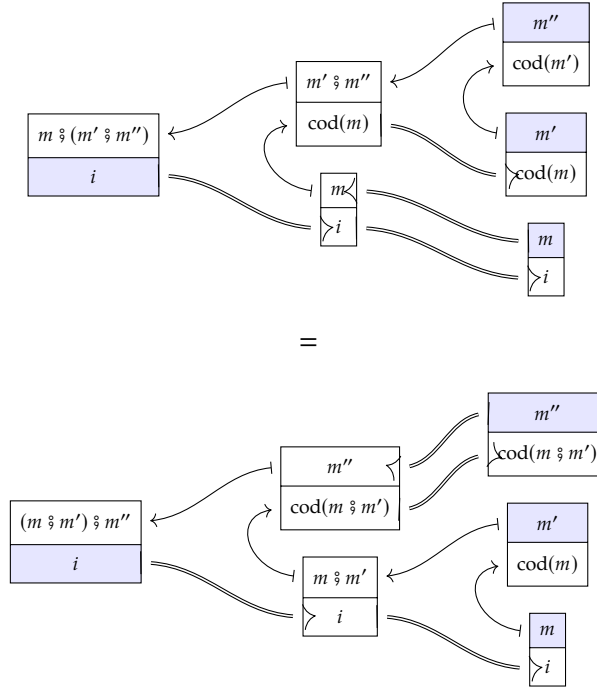 m″
cod(m′)
m′ ⨟ m″
cod(m)
m ⨟ (m′ ⨟ m″)
i
m′
cod(m)
m
i
m
i
=
m″
cod(m ⨟ m′)
m″
cod(m ⨟ m′)
(m ⨟ m′) ⨟ m″
i
m′
cod(m)
m ⨟ m′
i
m
i